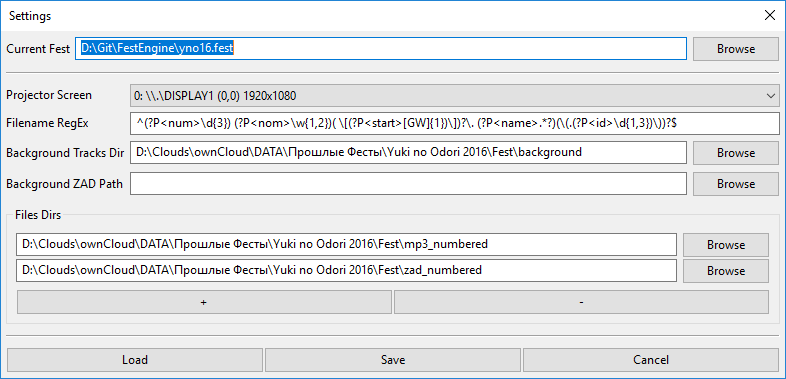 Settings
Current Fest D:\Git\FestEngine\yno16.fest Browse
Projector Screen 0: \\.\DISPLAY1 (0,0) 1920x1080
Filename RegEx ^(?P<num>\d{3}) (?P<nom>\w{1,2})( \[(?P<start>[GW]{1})\])?\. (?P<name>.*?)(\(.(?P<id>\d{1,3})\))?$
Background Tracks Dir D:\Clouds\ownCloud\DATA\Прошлые Фесты\Yuki no Odori 2016\Fest\background Browse
Background ZAD Path Browse
Files Dirs
D:\Clouds\ownCloud\DATA\Прошлые Фесты\Yuki no Odori 2016\Fest\mp3_numbered Browse
D:\Clouds\ownCloud\DATA\Прошлые Фесты\Yuki no Odori 2016\Fest\zad_numbered Browse
+ -
Load Save Cancel